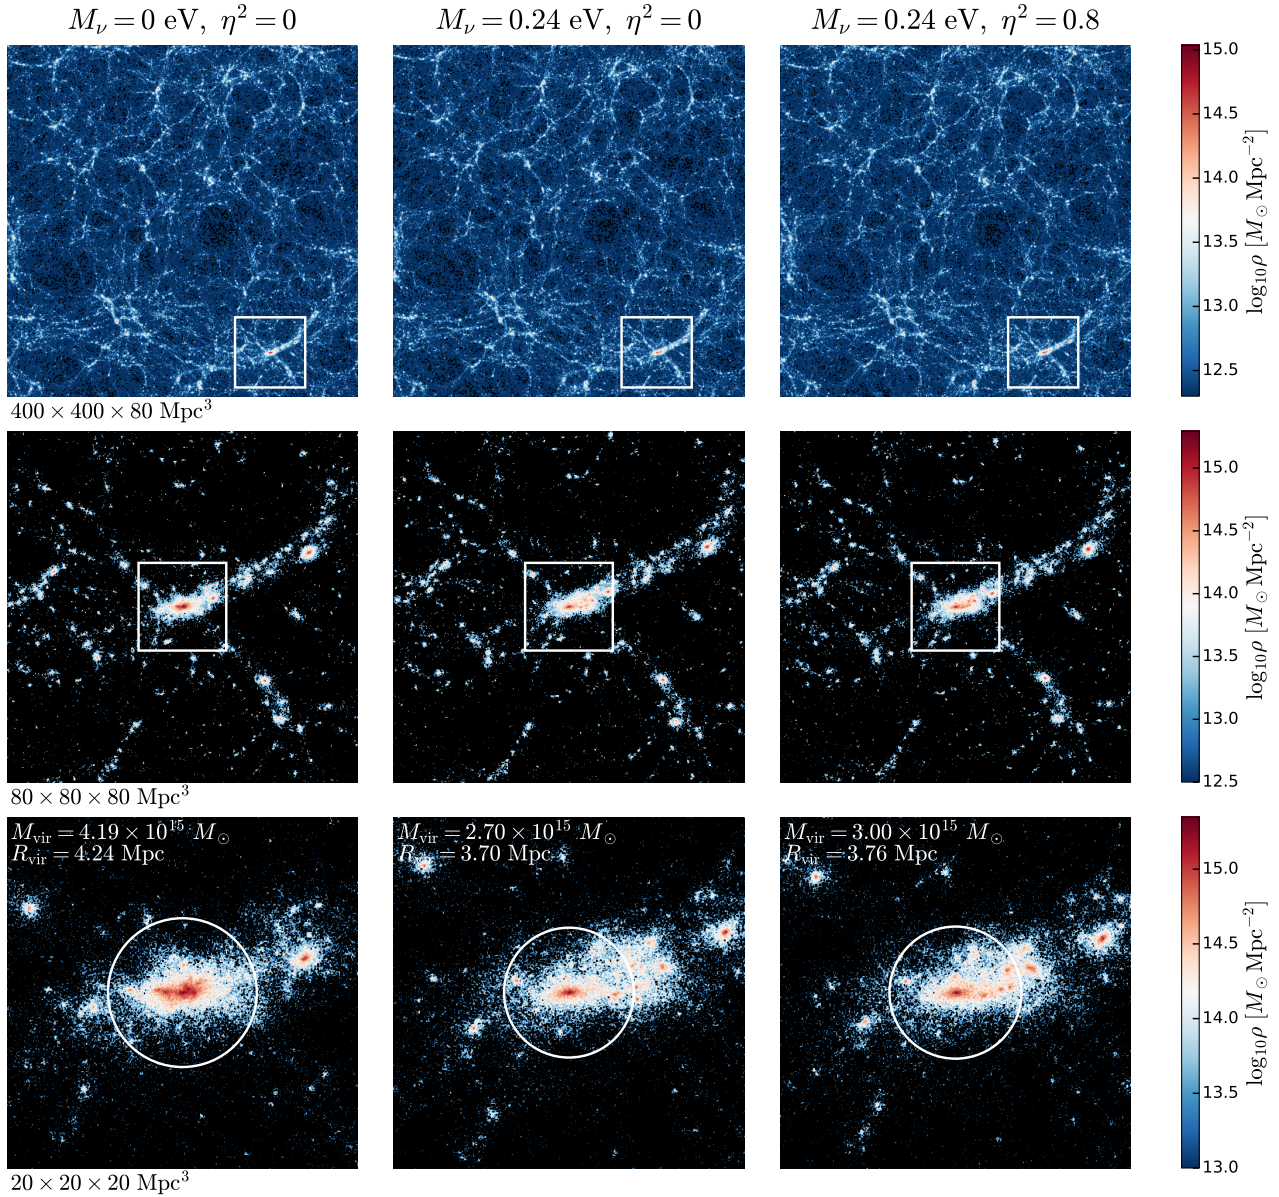 M_ν = 0 eV, η² = 0
M_ν = 0.24 eV, η² = 0
M_ν = 0.24 eV, η² = 0.8
15.0
14.5
14.0
13.5
13.0
12.5
log₁₀ρ [M_⊙ Mpc⁻²]
400 × 400 × 80 Mpc³
15.0
14.5
14.0
13.5
13.0
12.5
log₁₀ρ [M_⊙ Mpc⁻²]
80 × 80 × 80 Mpc³
M_vir = 4.19 × 10¹⁵ M_⊙
R_vir = 4.24 Mpc
M_vir = 2.70 × 10¹⁵ M_⊙
R_vir = 3.70 Mpc
M_vir = 3.00 × 10¹⁵ M_⊙
R_vir = 3.76 Mpc
15.0
14.5
14.0
13.5
13.0
log₁₀ρ [M_⊙ Mpc⁻²]
20 × 20 × 20 Mpc³